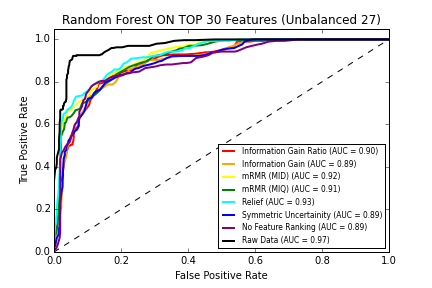 Random Forest ON TOP 30 Features (Unbalanced 27)
True Positive Rate
1.0
0.8
0.6
0.4
0.2
0.0
Information Gain Ratio (AUC = 0.90)
Information Gain (AUC = 0.89)
mRMR (MID) (AUC = 0.92)
mRMR (MIQ) (AUC = 0.91)
Relief (AUC = 0.93)
Symmetric Uncertainity (AUC = 0.89)
No Feature Ranking (AUC = 0.89)
Raw Data (AUC = 0.97)
0.0 0.2 0.4 0.6 0.8 1.0
False Positive Rate